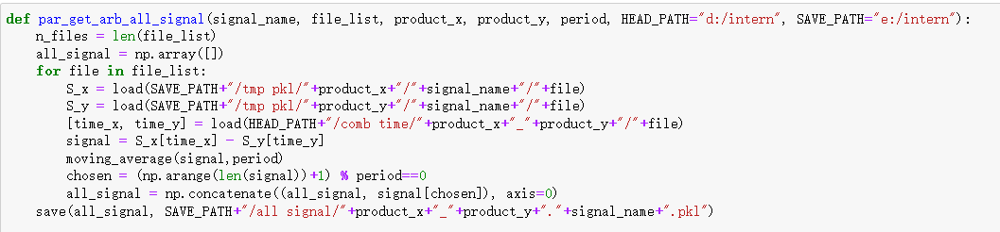 def par_get_arb_all_signal(signal_name, file_list, product_x, product_y, period, HEAD_PATH="d:/intern", SAVE_PATH="e:/intern"):
    n_files = len(file_list)
    all_signal = np.array([])
    for file in file_list:
        S_x = load(SAVE_PATH+"/tmp pkl/"+product_x+"/"+signal_name+"/"+file)
        S_y = load(SAVE_PATH+"/tmp pkl/"+product_y+"/"+signal_name+"/"+file)
        [time_x, time_y] = load(HEAD_PATH+"/comb time/"+product_x+"_"+product_y+"/"+file)
        signal = S_x[time_x] - S_y[time_y]
        moving_average(signal,period)
        chosen = (np.arange(len(signal))+1) % period==0
        all_signal = np.concatenate((all_signal, signal[chosen]), axis=0)
    save(all_signal, SAVE_PATH+"/all signal/"+product_x+"_"+product_y+"."+signal_name+".pkl")